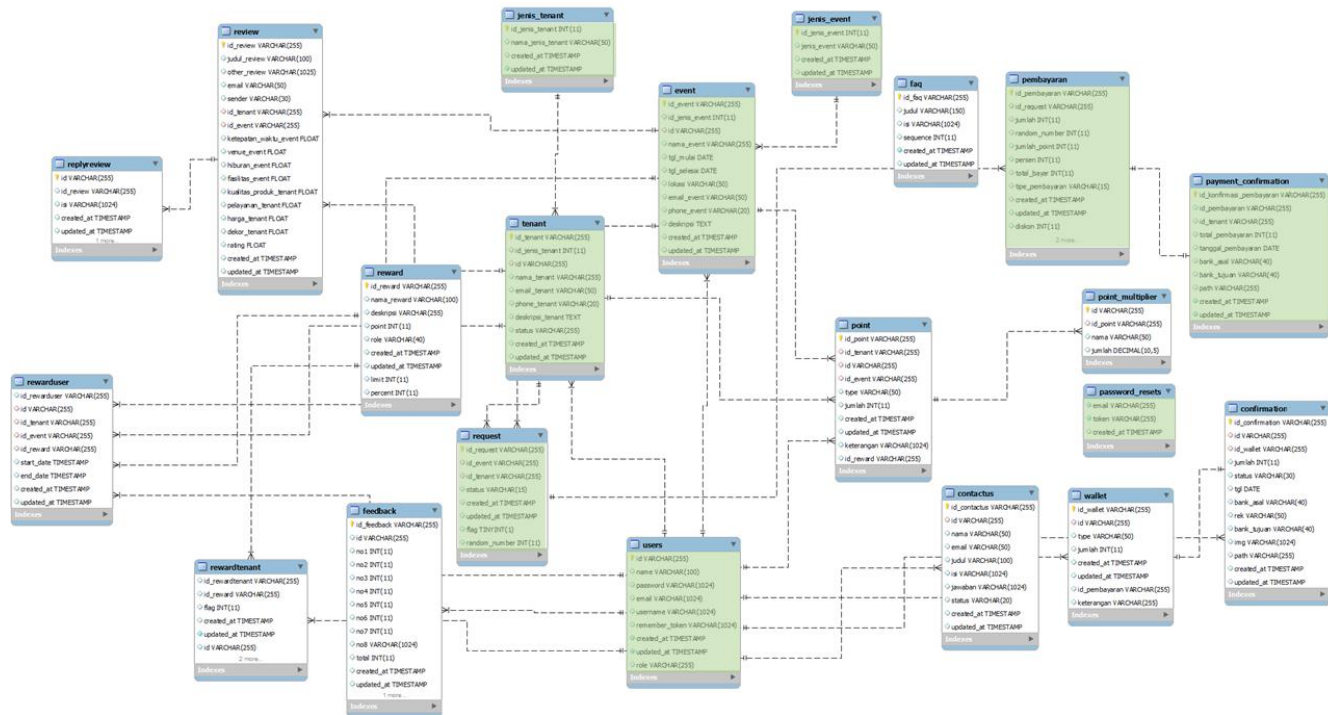 jenis_tenant
id_jenis_tenant INT(11)
nama_jenis_tenant VARCHAR(50)
created_at TIMESTAMP
updated_at TIMESTAMP
Indexes
jenis_event
id_jenis_event INT(11)
jenis_event VARCHAR(50)
created_at TIMESTAMP
updated_at TIMESTAMP
Indexes
review
id_review VARCHAR(255)
judul_review VARCHAR(100)
other_review VARCHAR(1025)
email VARCHAR(50)
sender VARCHAR(30)
id_tenant VARCHAR(255)
id_event VARCHAR(255)
ketepatan_waktu_event FLOAT
venue_event FLOAT
hiburan_event FLOAT
fasilitas_event FLOAT
kualitas_produk_tenant FLOAT
pelayanan_tenant FLOAT
harga_tenant FLOAT
dekor_tenant FLOAT
rating FLOAT
created_at TIMESTAMP
updated_at TIMESTAMP
Indexes
event
id_event VARCHAR(255)
id_jenis_event INT(11)
id VARCHAR(255)
nama_event VARCHAR(255)
tgl_mulai DATE
tgl_selesai DATE
lokasi VARCHAR(50)
email_event VARCHAR(50)
phone_event VARCHAR(20)
deskripsi TEXT
created_at TIMESTAMP
updated_at TIMESTAMP
Indexes
faq
id_faq VARCHAR(255)
judul VARCHAR(150)
isi VARCHAR(1024)
sequence INT(11)
created_at TIMESTAMP
updated_at TIMESTAMP
Indexes
pembayaran
id_pembayaran VARCHAR(255)
id_request VARCHAR(255)
jumlah INT(11)
random_number INT(11)
jumlah_point INT(11)
persen INT(11)
total_bayar INT(11)
tipe_pembayaran VARCHAR(15)
created_at TIMESTAMP
updated_at TIMESTAMP
diskon INT(11)
2 more...
Indexes
replyreview
id VARCHAR(255)
id_review VARCHAR(255)
isi VARCHAR(1024)
created_at TIMESTAMP
updated_at TIMESTAMP
1 more...
Indexes
payment_confirmation
id_konfirmasi_pembayaran VARCHAR(255)
id_pembayaran VARCHAR(255)
id_tenant VARCHAR(255)
total_pembayaran INT(11)
tanggal_pembayaran DATE
bank_asal VARCHAR(40)
bank_tujuan VARCHAR(40)
path VARCHAR(255)
created_at TIMESTAMP
updated_at TIMESTAMP
Indexes
tenant
id_tenant VARCHAR(255)
id_jenis_tenant INT(11)
id VARCHAR(255)
nama_tenant VARCHAR(255)
email_tenant VARCHAR(50)
phone_tenant VARCHAR(20)
deskripsi_tenant TEXT
status VARCHAR(255)
created_at TIMESTAMP
updated_at TIMESTAMP
Indexes
reward
id_reward VARCHAR(255)
nama_reward VARCHAR(100)
deskripsi VARCHAR(255)
point INT(11)
role VARCHAR(40)
created_at TIMESTAMP
updated_at TIMESTAMP
limit INT(11)
percent INT(11)
Indexes
point_multiplier
id VARCHAR(255)
id_point VARCHAR(255)
nama VARCHAR(50)
jumlah DECIMAL(10,5)
Indexes
point
id_point VARCHAR(255)
id_tenant VARCHAR(255)
id VARCHAR(255)
id_event VARCHAR(255)
type VARCHAR(50)
jumlah INT(11)
created_at TIMESTAMP
updated_at TIMESTAMP
keterangan VARCHAR(1024)
id_reward VARCHAR(255)
Indexes
rewarduser
id_rewarduser VARCHAR(255)
id VARCHAR(255)
id_tenant VARCHAR(255)
id_event VARCHAR(255)
id_reward VARCHAR(255)
start_date TIMESTAMP
end_date TIMESTAMP
created_at TIMESTAMP
updated_at TIMESTAMP
Indexes
password_resets
email VARCHAR(255)
token VARCHAR(255)
created_at TIMESTAMP
Indexes
confirmation
id_confirmation VARCHAR(255)
id VARCHAR(255)
id_wallet VARCHAR(255)
jumlah INT(11)
status VARCHAR(30)
tgl DATE
bank_asal VARCHAR(40)
rek VARCHAR(50)
bank_tujuan VARCHAR(40)
img VARCHAR(1024)
path VARCHAR(255)
created_at TIMESTAMP
updated_at TIMESTAMP
Indexes
request
id_request VARCHAR(255)
id_event VARCHAR(255)
id_tenant VARCHAR(255)
status VARCHAR(15)
created_at TIMESTAMP
updated_at TIMESTAMP
flag TINYINT(1)
random_number INT(11)
Indexes
contactus
id_contactus VARCHAR(255)
id VARCHAR(255)
nama VARCHAR(50)
email VARCHAR(50)
judul VARCHAR(100)
isi VARCHAR(1024)
jawaban VARCHAR(1024)
status VARCHAR(20)
created_at TIMESTAMP
updated_at TIMESTAMP
Indexes
wallet
id_wallet VARCHAR(255)
id VARCHAR(255)
type VARCHAR(50)
jumlah INT(11)
created_at TIMESTAMP
updated_at TIMESTAMP
id_pembayaran VARCHAR(255)
keterangan VARCHAR(255)
Indexes
feedback
id_feedback VARCHAR(255)
id VARCHAR(255)
no1 INT(11)
no2 INT(11)
no3 INT(11)
no4 INT(11)
no5 INT(11)
no6 INT(11)
no7 INT(11)
no8 VARCHAR(1024)
total INT(11)
created_at TIMESTAMP
updated_at TIMESTAMP
1 more...
Indexes
users
id VARCHAR(255)
name VARCHAR(100)
password VARCHAR(1024)
email VARCHAR(1024)
username VARCHAR(1024)
remember_token VARCHAR(1024)
created_at TIMESTAMP
updated_at TIMESTAMP
role VARCHAR(255)
Indexes
rewardtenant
id_rewardtenant VARCHAR(255)
id_reward VARCHAR(255)
flag INT(11)
created_at TIMESTAMP
updated_at TIMESTAMP
id VARCHAR(255)
2 more...
Indexes